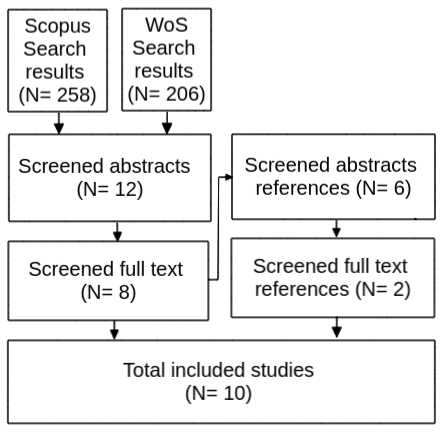 Scopus
Search
results
(N= 258)
WoS
Search
results
(N= 206)
Screened abstracts
(N= 12)
Screened abstracts
references (N= 6)
Screened full text
(N= 8)
Screened full text
references (N= 2)
Total included studies
(N= 10)